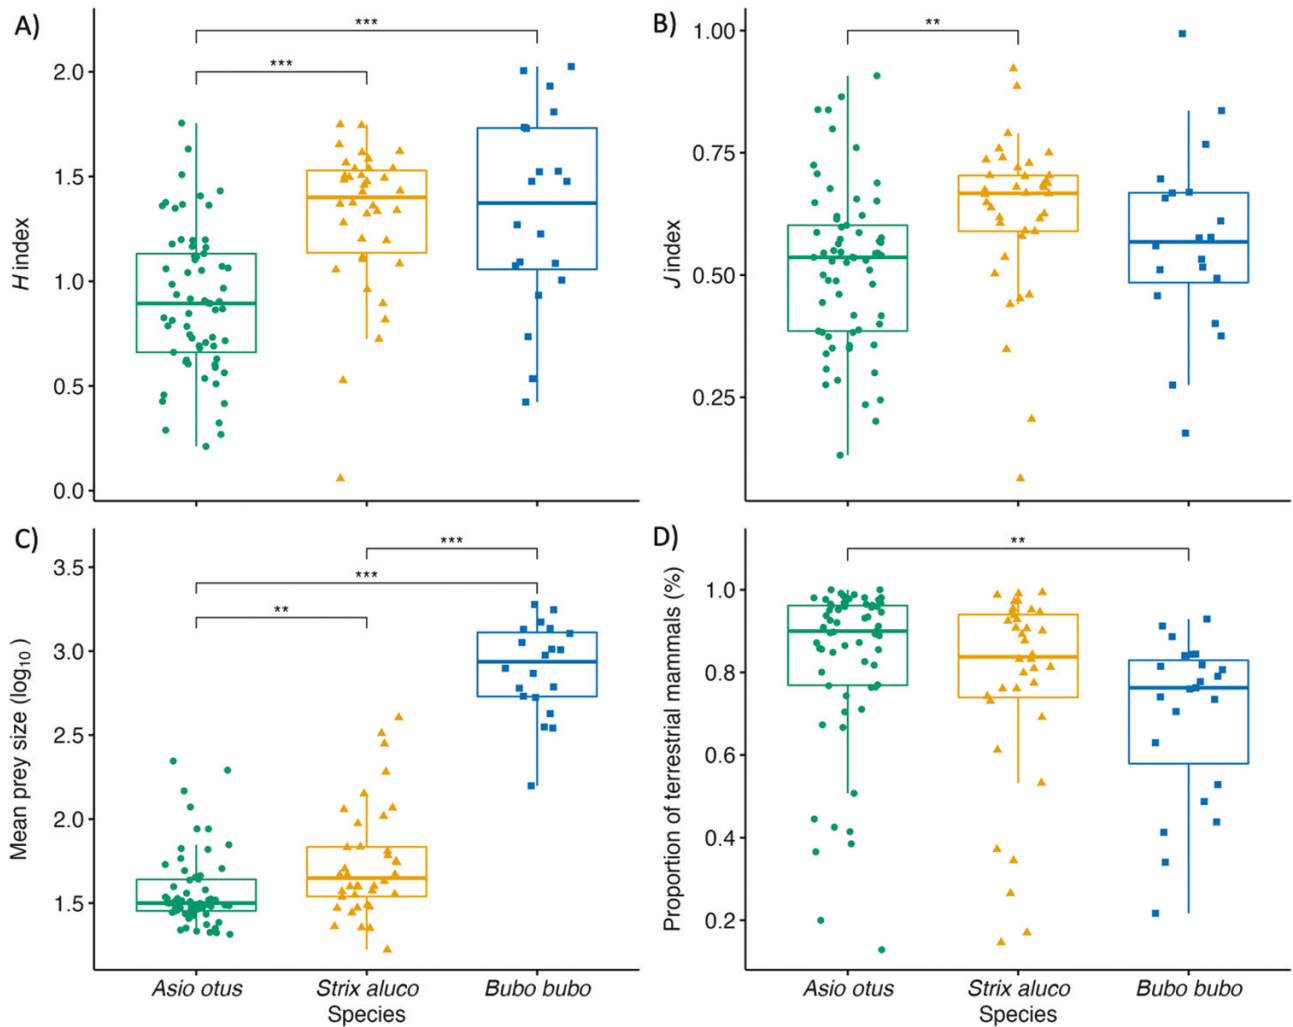 A)
***
***
2.0
1.5
1.0
0.5
0.0
H index
B)
**
1.00
0.75
0.50
0.25
J index
C)
***
***
**
3.5
3.0
2.5
2.0
1.5
Mean prey size (log10)
Asio otus Strix aluco Bubo bubo
Species
D)
**
1.0
0.8
0.6
0.4
0.2
Proportion of terrestrial mammals (%)
Asio otus Strix aluco Bubo bubo
Species